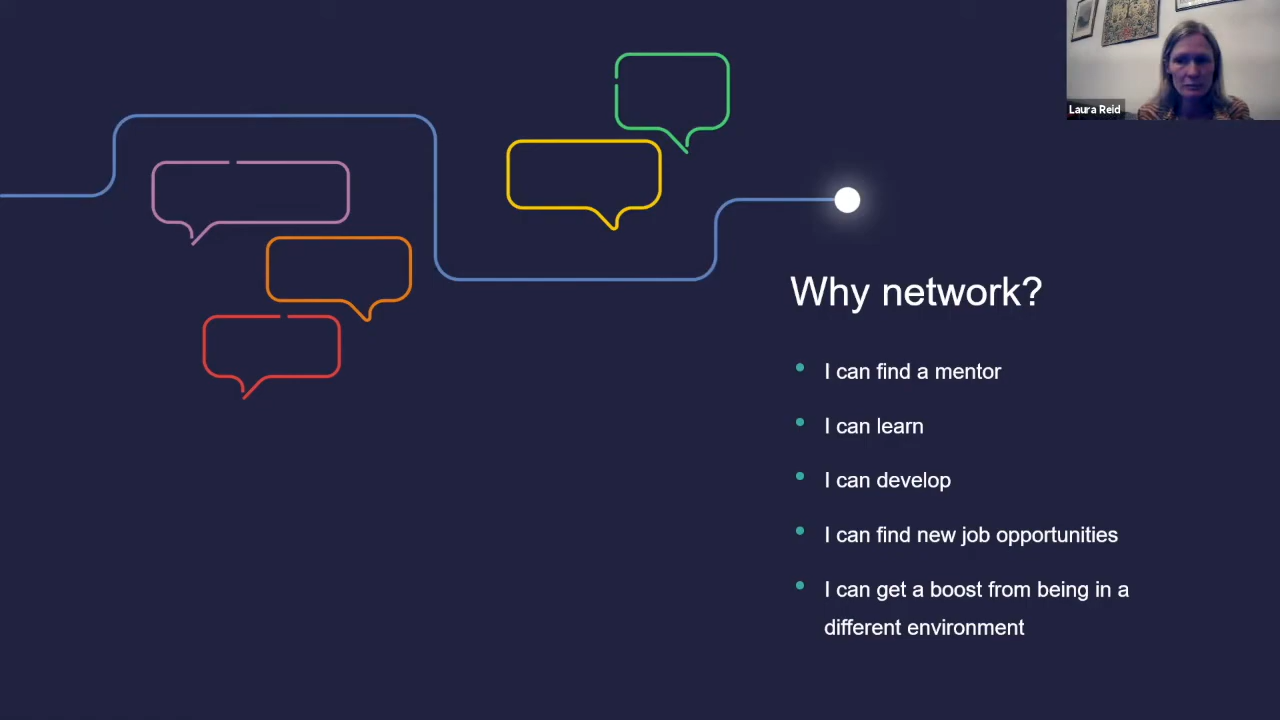 Laura Reid
Why network?
I can find a mentor
I can learn
I can develop
I can find new job opportunities
I can get a boost from being in a
different environment